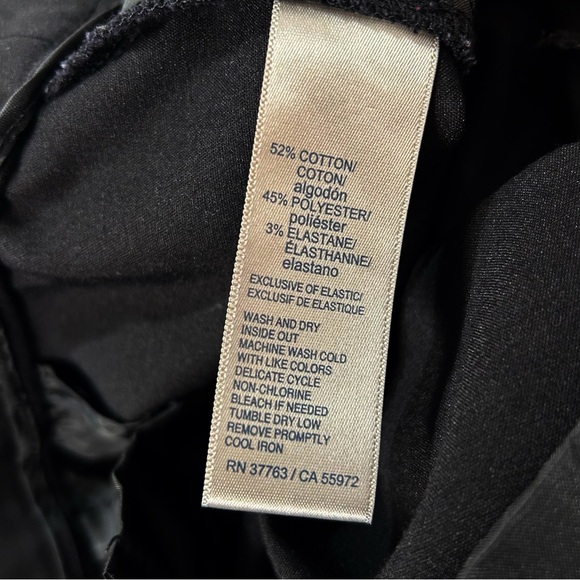 52% COTTON/
COTON/
algodón
45% POLYESTER/
poliéster
3% ELASTANE/
ÉLASTHANNE/
elastano
EXCLUSIVE OF ELASTIC/
EXCLUSIF DE ELASTIQUE
WASH AND DRY
INSIDE OUT
MACHINE WASH COLD
WITH LIKE COLORS
DELICATE CYCLE
NON-CHLORINE
BLEACH IF NEEDED
TUMBLE DRY LOW
REMOVE PROMPTLY
COOL IRON
RN 37763 / CA 55972